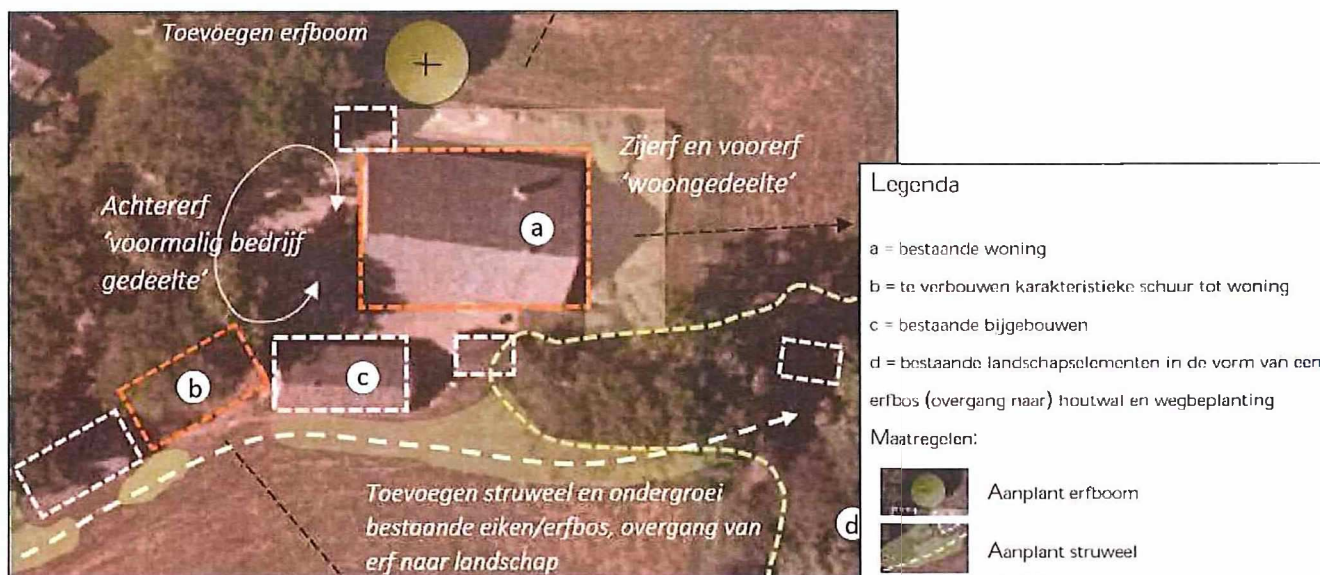 Toevoegen erfboom
Zijerf en voorerf
'woongedeelte'
Achtererf
'voormalig bedrijf
gedeelte'
a
b
c
Toevoegen struweel en ondergroei
bestaande eiken/erfbos, overgang van
erf naar landschap
d
Legenda
a = bestaande woning
b = te verbouwen karakteristieke schuur tot woning
c = bestaande bijgebouwen
d = bestaande landschapselementen in de vorm van een
erfbos (overgang naar) houtwal en wegbeplanting
Maatregelen:
Aanplant erfboom
Aanplant struweel